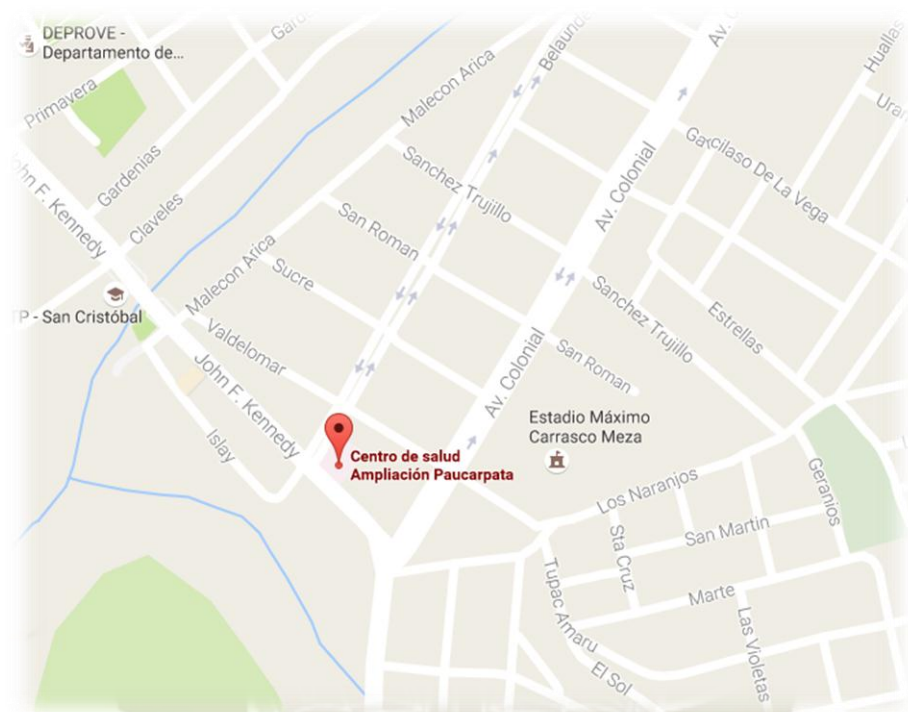 DEPROVE -
Departamento de...
Primavera
Gardenias
Claveles
John F. Kennedy
TP - San Cristóbal
Malecon Arica
Malecon Arica
Belaunde
Av. Colonial
Huallas
Garcilaso De La Vega
Sanchez Trujillo
San Roman
Sucre
Valdelomar
John F. Kennedy
Islay
Centro de salud
Ampliación Paucarpata
Av. Colonial
Sanchez Trujillo
San Roman
Estrellas
Estadio Máximo
Carrasco Meza
Los Naranjos
Geranios
San Martin
Sta Cruz
Marte
Tupac Amaru
El Sol
Las Violetas